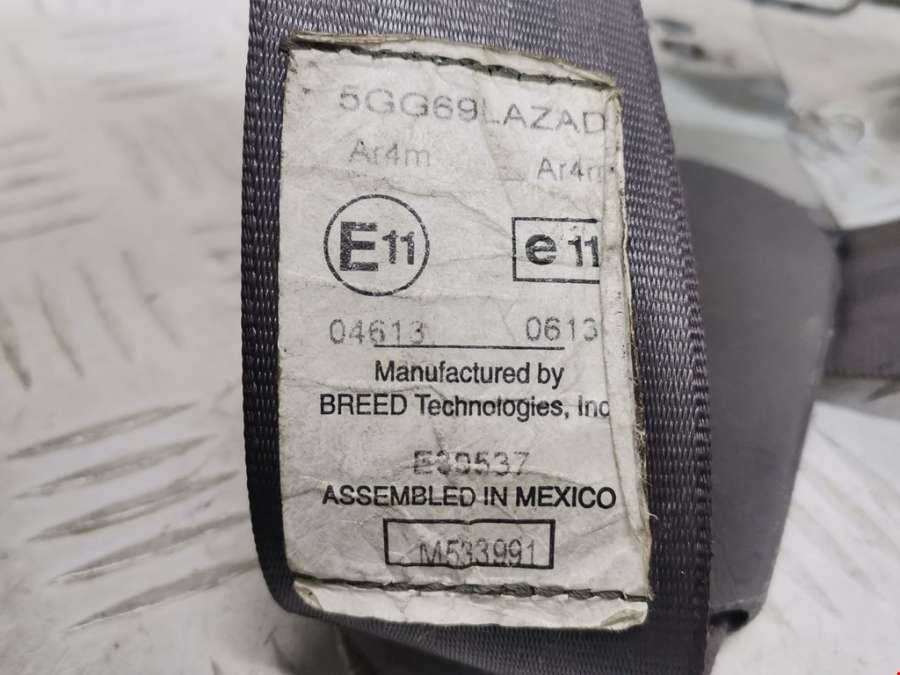 5GG69LAZAD
Ar4m Ar4m
E11 e11
04613 0613
Manufactured by
BREED Technologies, Inc
E39537
ASSEMBLED IN MEXICO
M533991